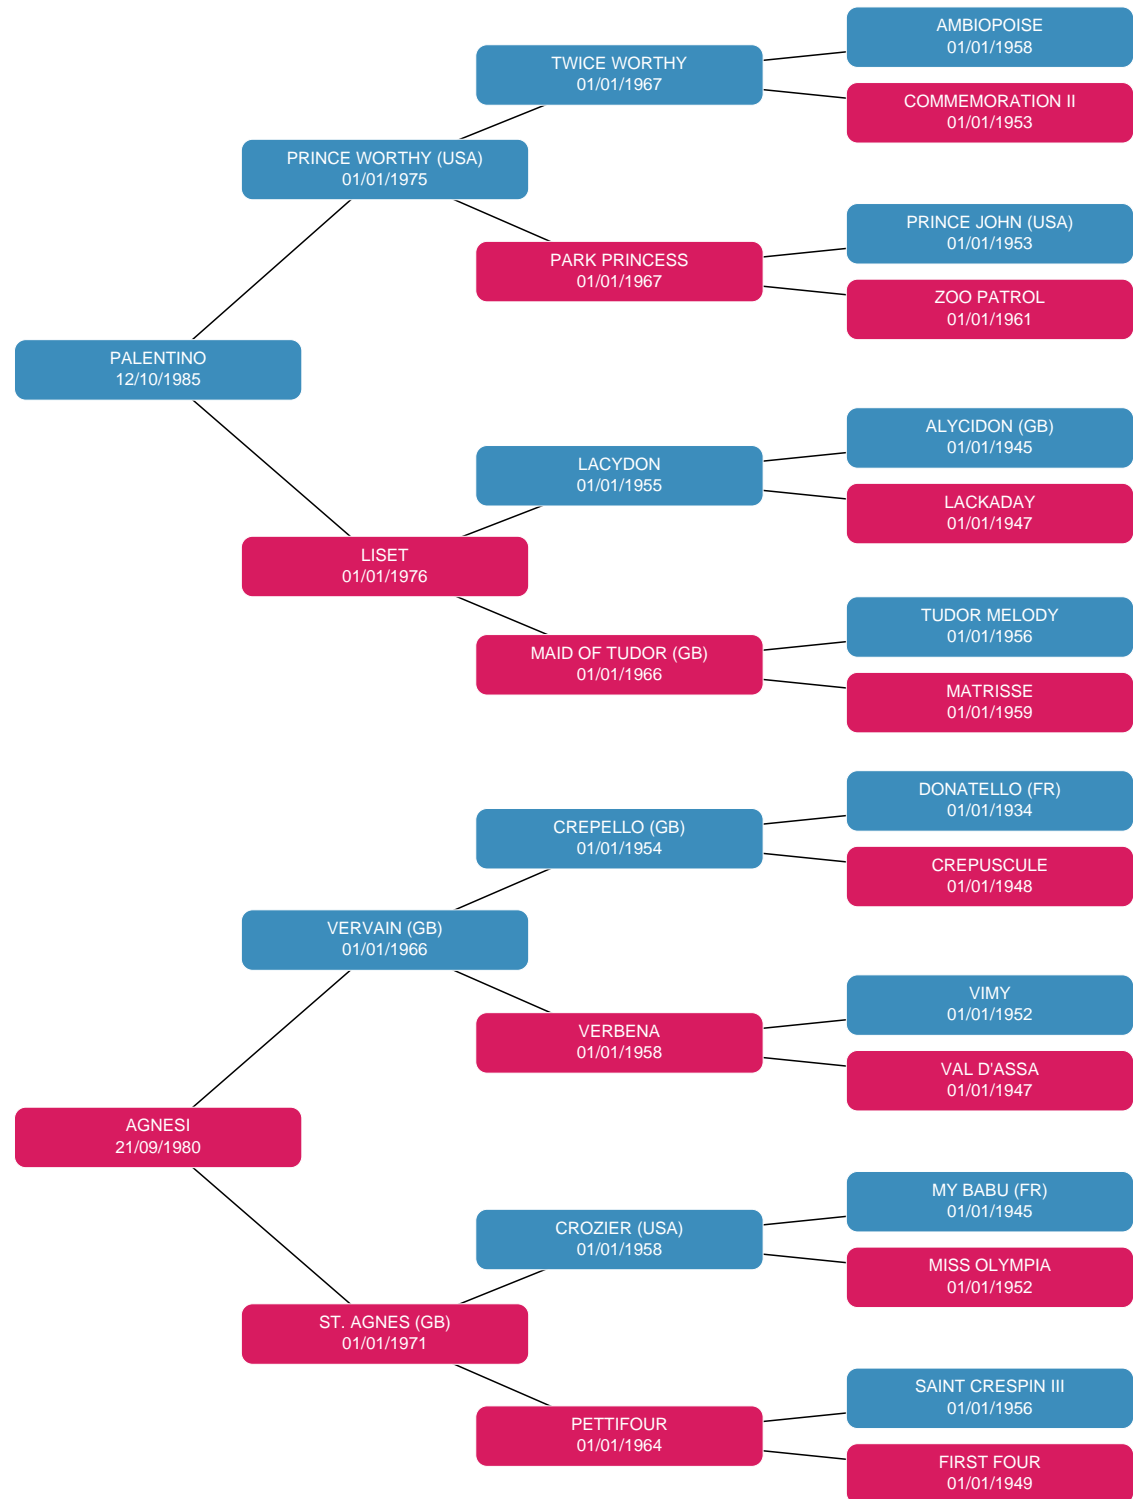 AMBIOPOISE
01/01/1958
TWICE WORTHY
01/01/1967
COMMEMORATION II
01/01/1953
PRINCE WORTHY (USA)
01/01/1975
PRINCE JOHN (USA)
01/01/1953
PARK PRINCESS
01/01/1967
ZOO PATROL
01/01/1961
PALENTINO
12/10/1985
ALYCIDON (GB)
01/01/1945
LACYDON
01/01/1955
LACKADAY
01/01/1947
LISET
01/01/1976
TUDOR MELODY
01/01/1956
MAID OF TUDOR (GB)
01/01/1966
MATRISSE
01/01/1959
DONATELLO (FR)
01/01/1934
CREPELLO (GB)
01/01/1954
CREPUSCULE
01/01/1948
VERVAIN (GB)
01/01/1966
VIMY
01/01/1952
VERBENA
01/01/1958
VAL D'ASSA
01/01/1947
AGNESI
21/09/1980
MY BABU (FR)
01/01/1945
CROZIER (USA)
01/01/1958
MISS OLYMPIA
01/01/1952
ST. AGNES (GB)
01/01/1971
SAINT CRESPIN III
01/01/1956
PETTIFOUR
01/01/1964
FIRST FOUR
01/01/1949